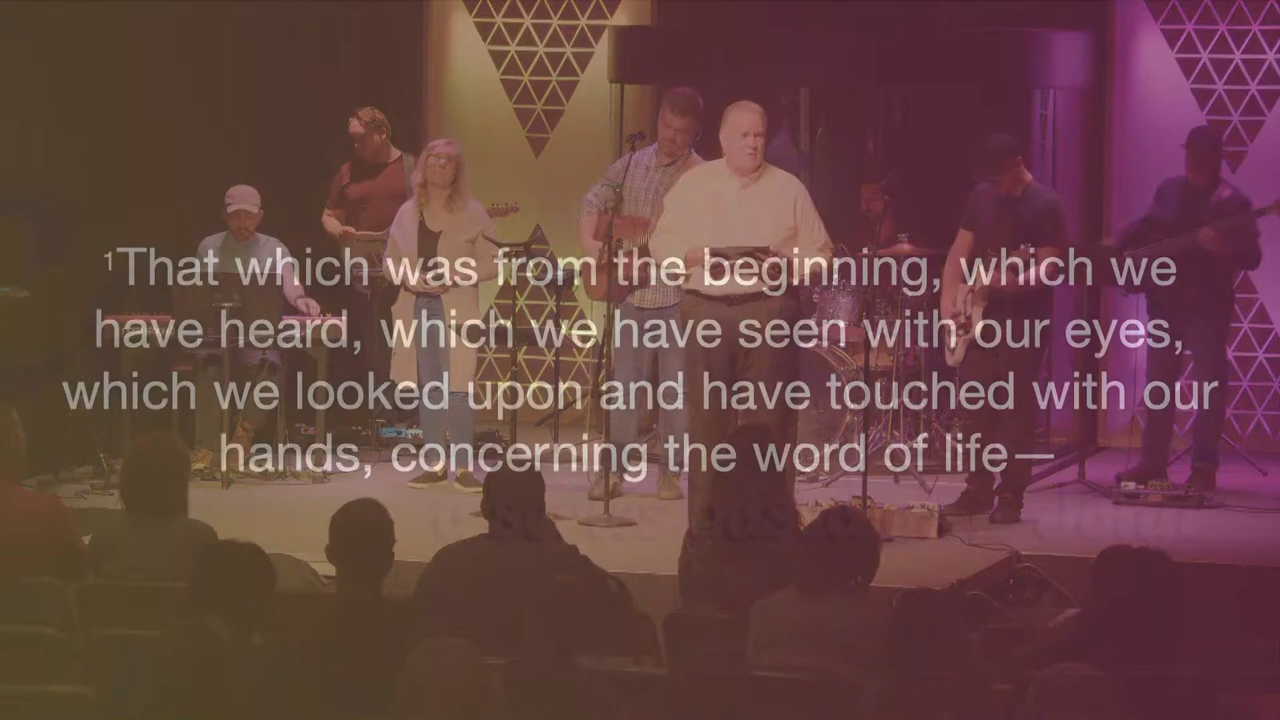 ¹That which was from the beginning, which we
have heard, which we have seen with our eyes,
which we looked upon and have touched with our
hands, concerning the word of life—